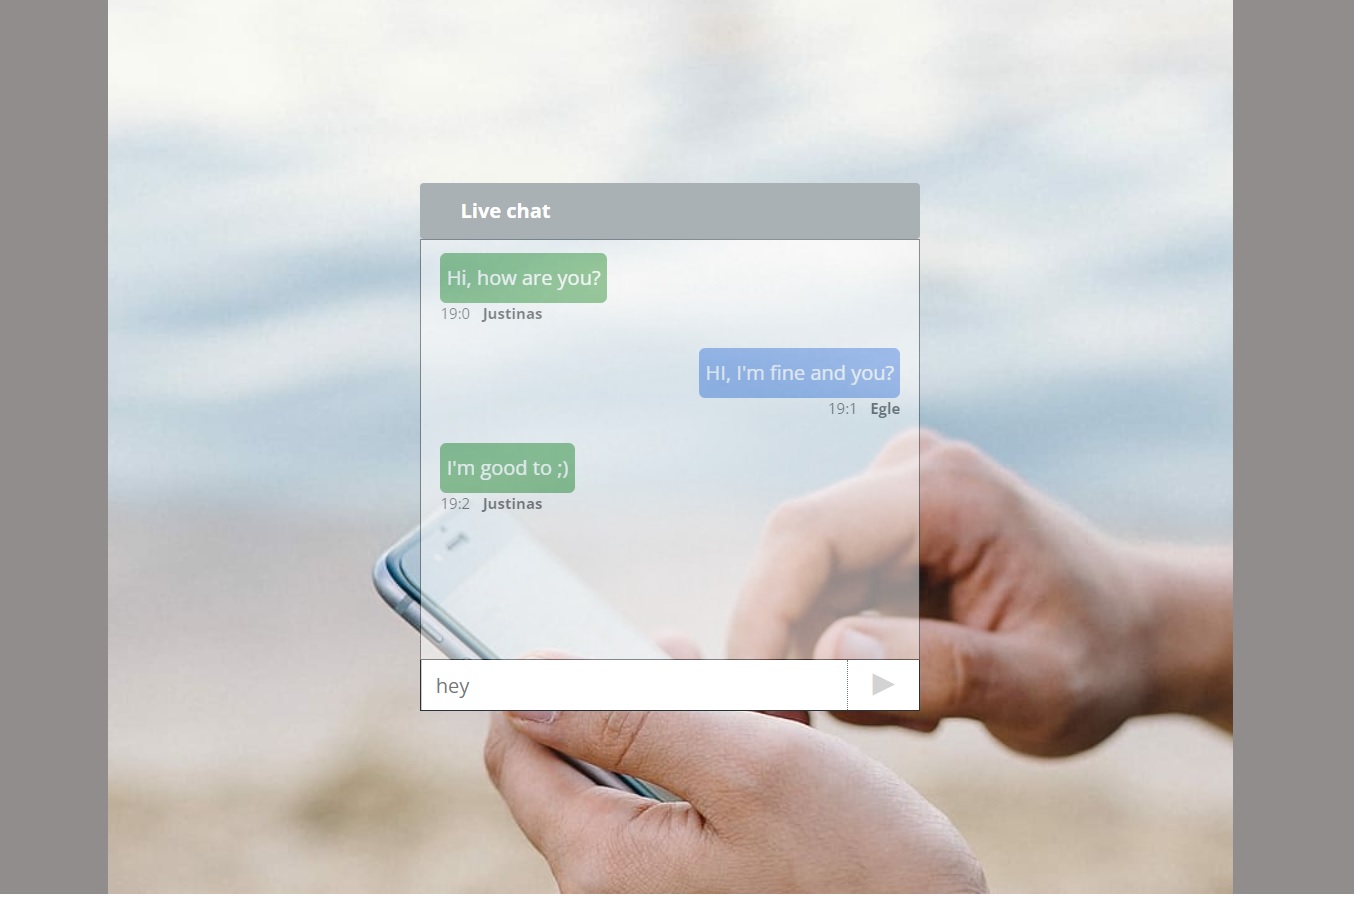 Live chat
Hi, how are you?
19:0 Justinas
HI, I'm fine and you?
19:1 Egle
I'm good to ;)
19:2 Justinas
hey